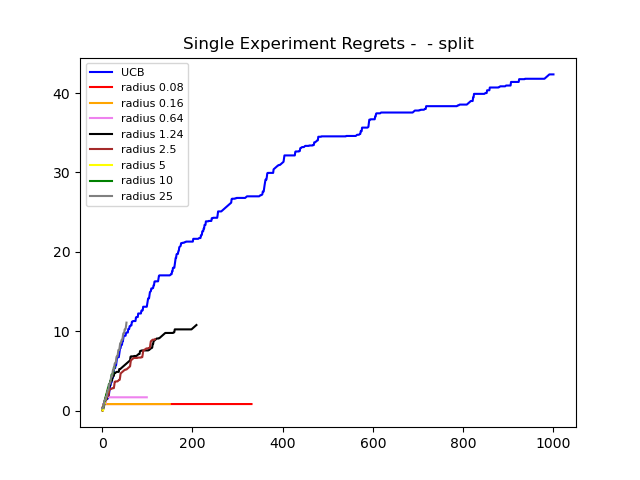 Single Experiment Regrets -  - split
UCB
radius 0.08
radius 0.16
radius 0.64
radius 1.24
radius 2.5
radius 5
radius 10
radius 25
40
30
20
10
0
0 200 400 600 800 1000